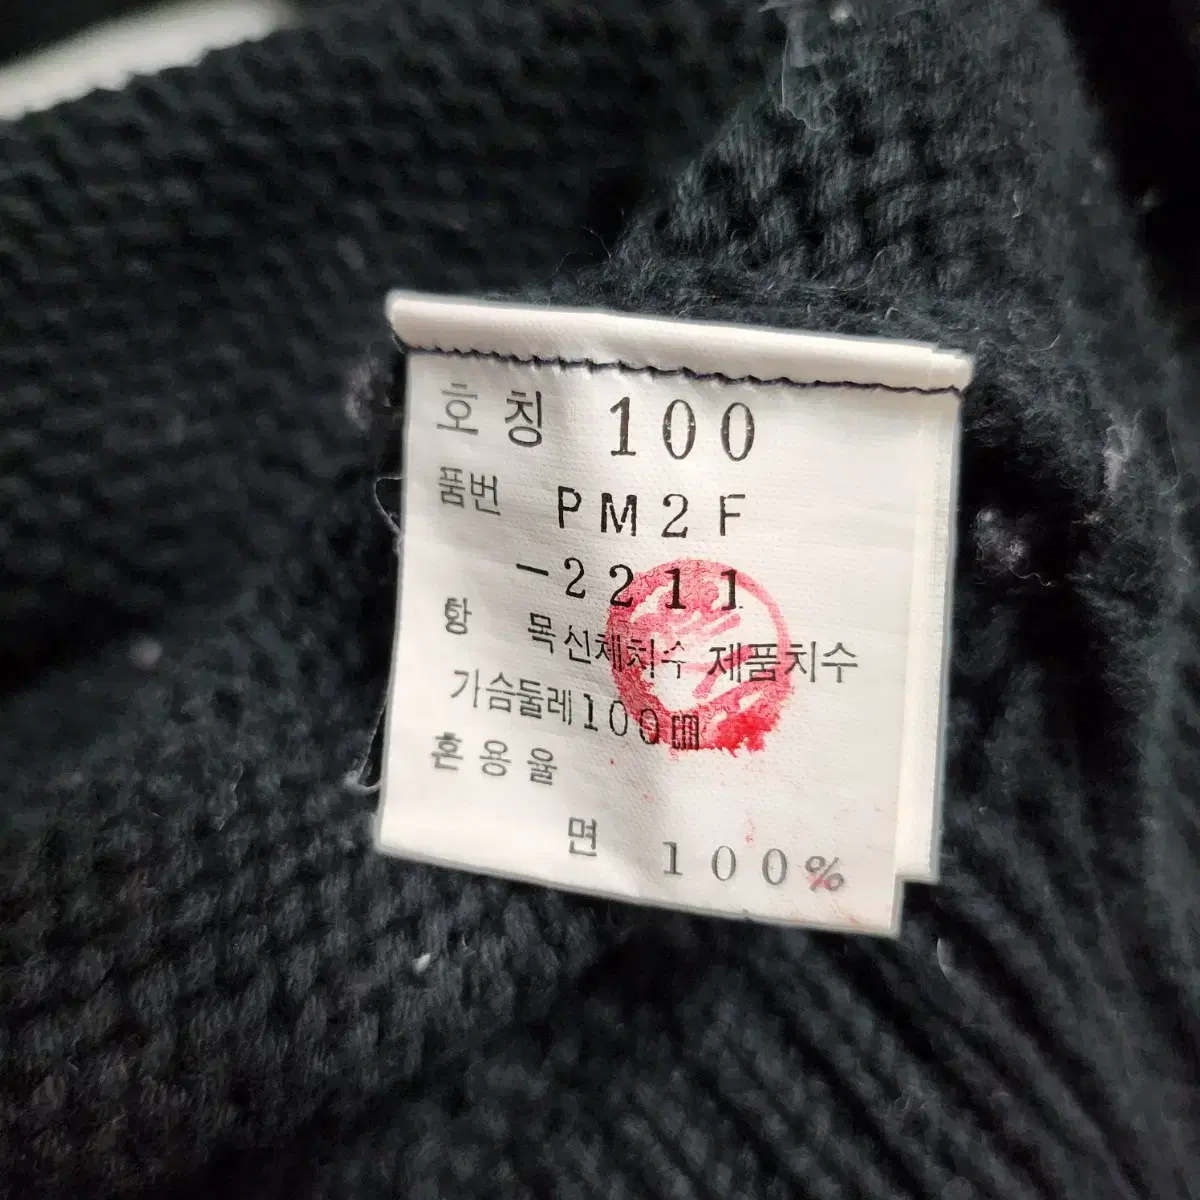 호칭 100
품번 PM2F
-2211
항 목 신체치수 제품치수
가슴둘레 100㎝
혼용율
면 100%